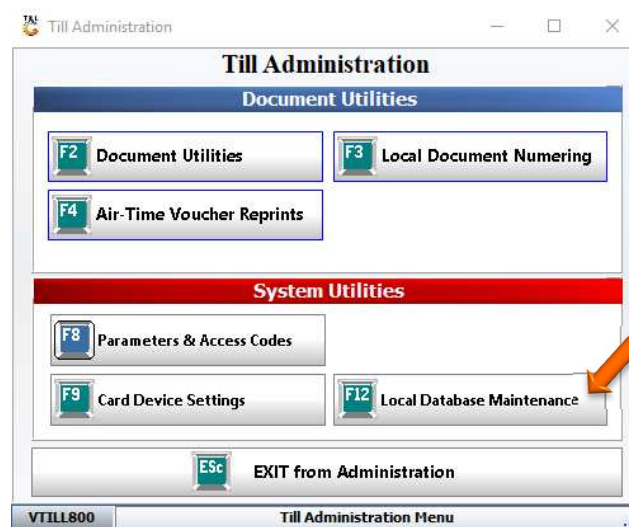 TILL Till Administration
Till Administration
Document Utilities
F2 Document Utilities
F3 Local Document Numering
F4 Air-Time Voucher Reprints
System Utilities
F8 Parameters & Access Codes
F9 Card Device Settings
F12 Local Database Maintenance
ESc EXIT from Administration
VTILL800 Till Administration Menu